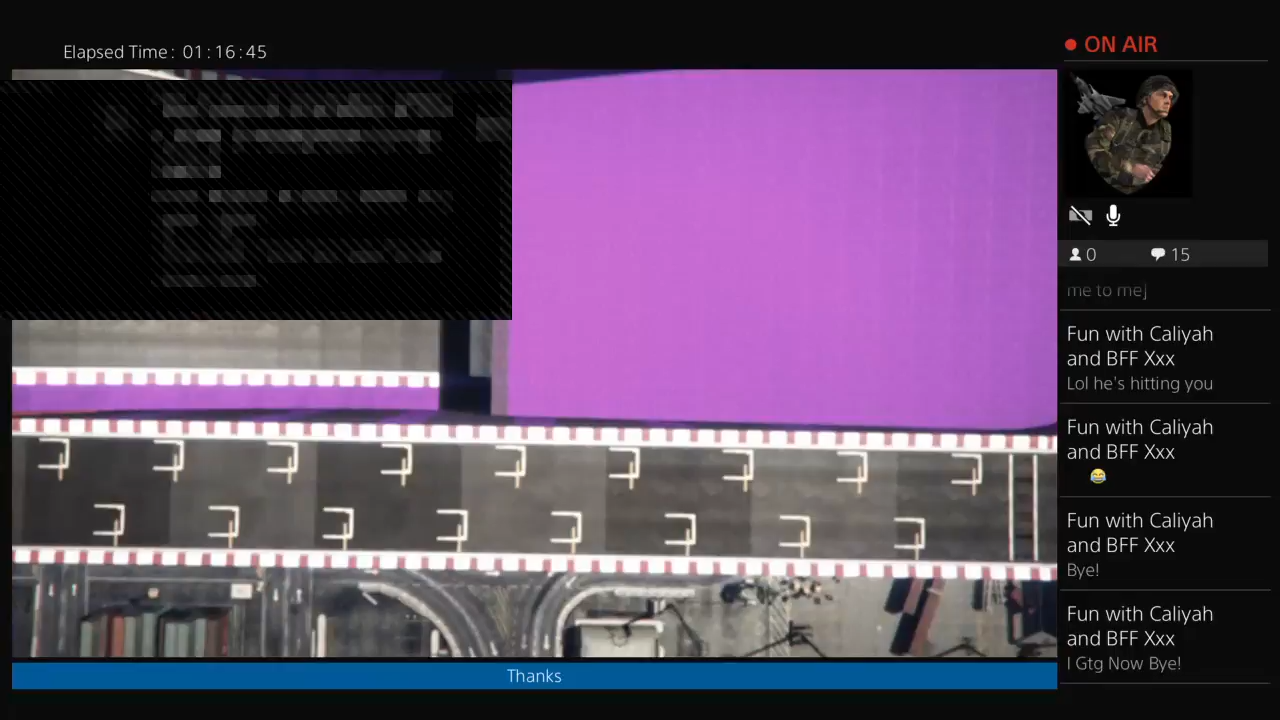 Elapsed Time: 01:16:45
ON AIR
0
15
me to me]
Fun with Caliyah
and BFF Xxx
Lol he's hitting you
Fun with Caliyah
and BFF Xxx
😂
Fun with Caliyah
and BFF Xxx
Bye!
Fun with Caliyah
and BFF Xxx
I Gtg Now Bye!
Thanks